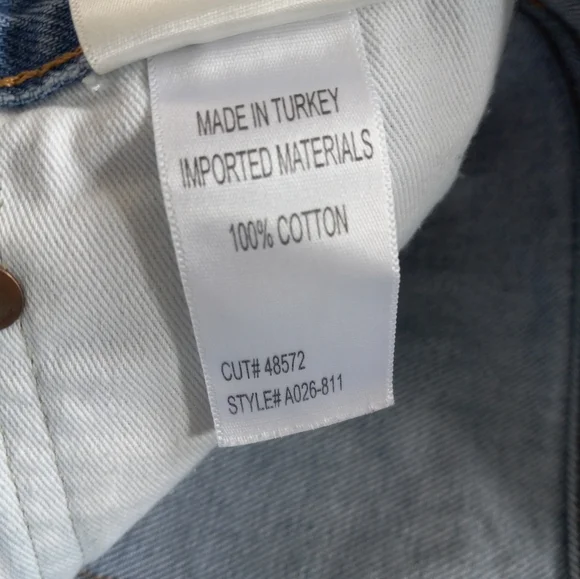 MADE IN TURKEY
IMPORTED MATERIALS
100% COTTON
CUT# 48572
STYLE# A026-811